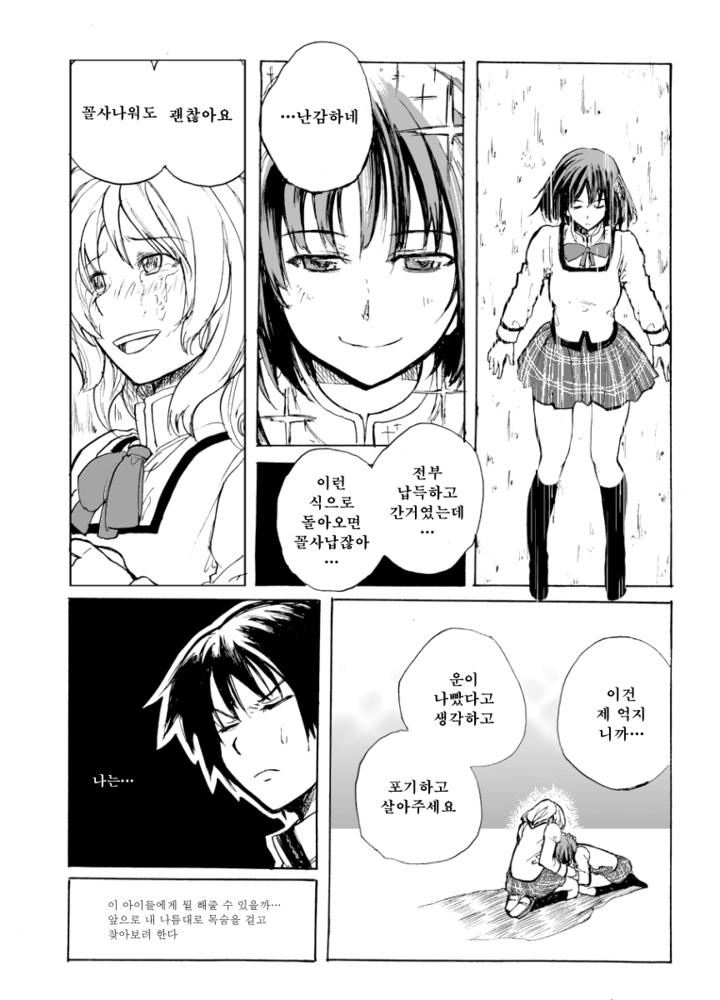 …난감하네
전부
납득하고
간거였는데
…
이런
식으로
돌아오면
꼴사납잖아
…
꼴사나워도 괜찮아요
이건
제 억지
니까…
운이
나빴다고
생각하고
포기하고
살아주세요
나는…
이 아이들에게 뭘 해줄 수 있을까…
앞으로 내 나름대로 목숨을 걸고
찾아보려 한다